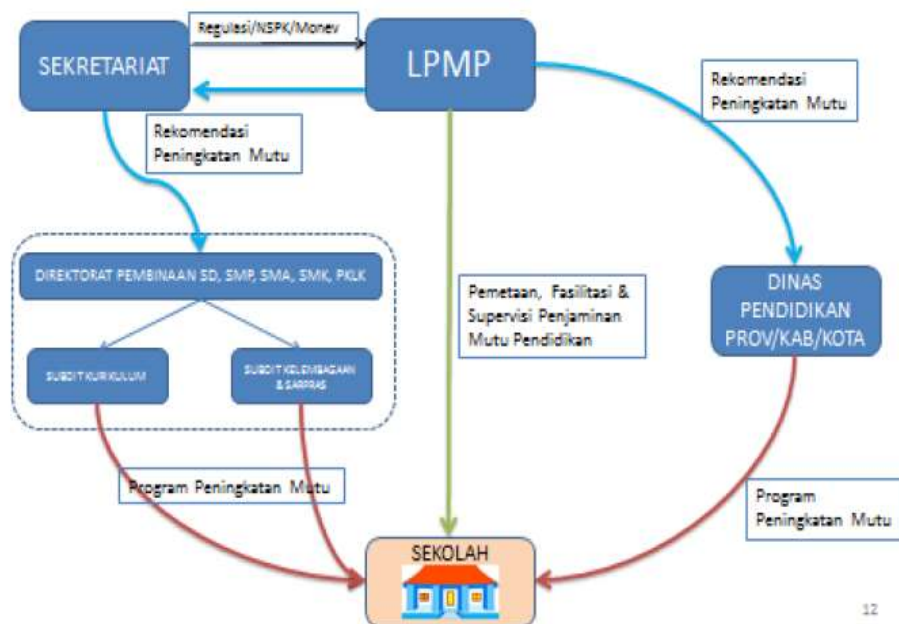 Regulasi/NSPK/Monev
SEKRETARIAT
LPMP
Rekomendasi
Peningkatan Mutu
Rekomendasi
Peningkatan Mutu
DIREKTORAT PEMBINAAN SD, SMP, SMA, SMK, PKLK
SUBDIT KURIKULUM
SUBDIT KELEMBAGAAN
& SARPRAS
Pemetaan, Fasilitasi &
Supervisi Penjaminan
Mutu Pendidikan
DINAS
PENDIDIKAN
PROV/KAB/KOTA
Program Peningkatan Mutu
Program
Peningkatan Mutu
SEKOLAH
12